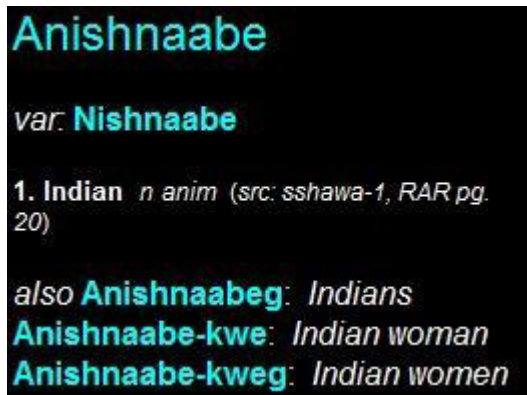 Anishnaabe
var: Nishnaabe
1. Indian n anim (src: sshawa-1, RAR pg.
20)
also Anishnaabeg: Indians
Anishnaabe-kwe: Indian woman
Anishnaabe-kweg: Indian women